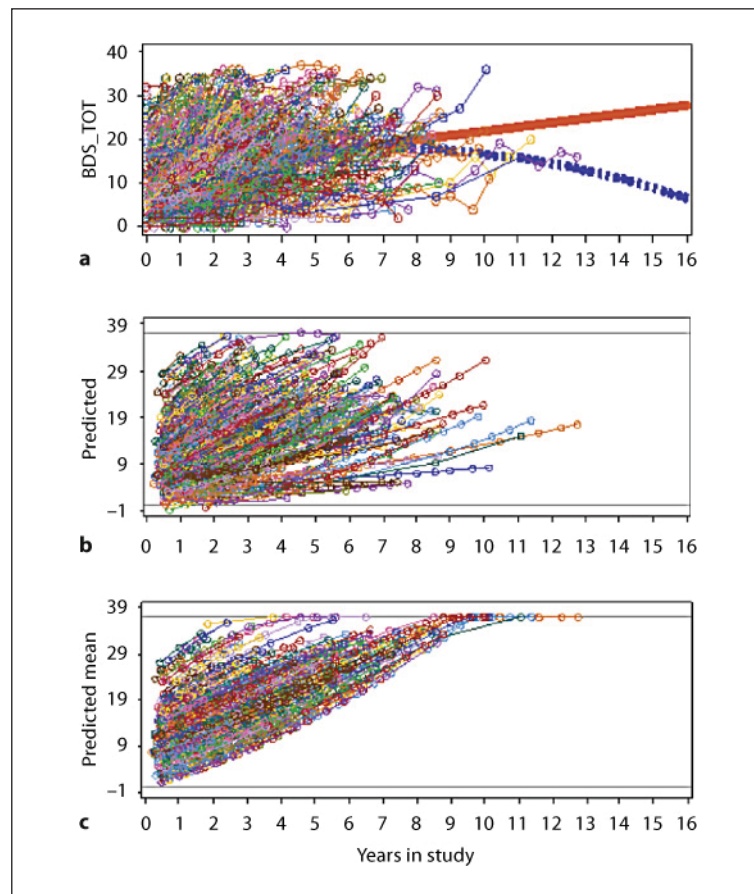 40
30
20
10
0
BDS_TOT
0 1 2 3 4 5 6 7 8 9 10 11 12 13 14 15 16
a
39
29
19
9
–1
Predicted
0 1 2 3 4 5 6 7 8 9 10 11 12 13 14 15 16
b
39
29
19
9
–1
Predicted mean
0 1 2 3 4 5 6 7 8 9 10 11 12 13 14 15 16
c
Years in study